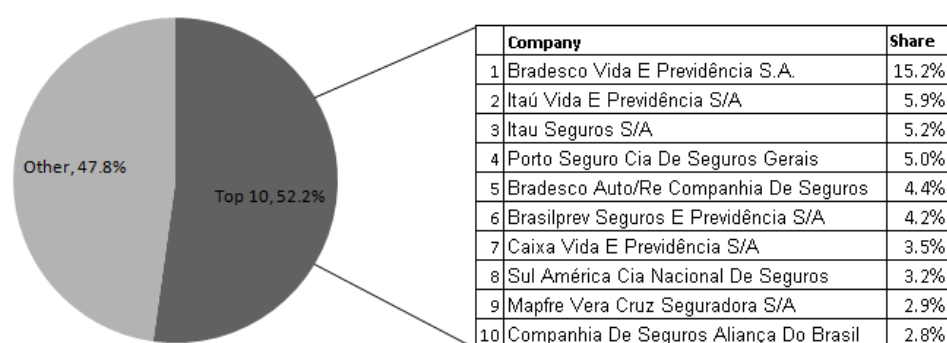 Other, 47.8%
Top 10, 52.2%
Company Share
1 Bradesco Vida E Previdência S.A. 15.2%
2 Itaú Vida E Previdência S/A 5.9%
3 Itau Seguros S/A 5.2%
4 Porto Seguro Cia De Seguros Gerais 5.0%
5 Bradesco Auto/Re Companhia De Seguros 4.4%
6 Brasilprev Seguros E Previdência S/A 4.2%
7 Caixa Vida E Previdência S/A 3.5%
8 Sul América Cia Nacional De Seguros 3.2%
9 Mapfre Vera Cruz Seguradora S/A 2.9%
10 Companhia De Seguros Aliança Do Brasil 2.8%